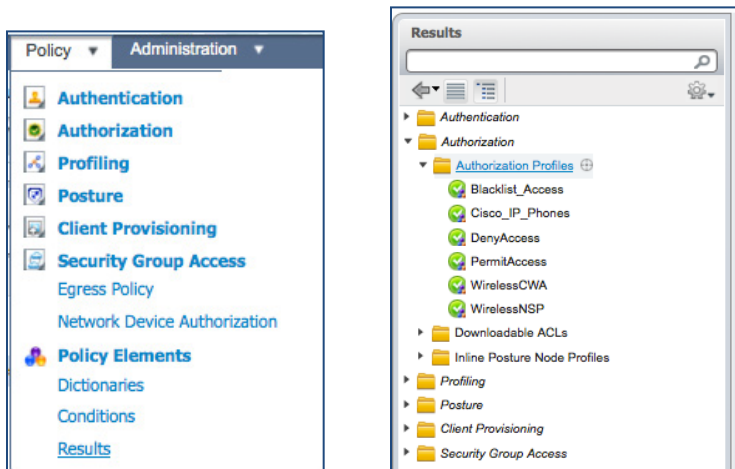 Policy Administration
Authentication
Authorization
Profiling
Posture
Client Provisioning
Security Group Access
Egress Policy
Network Device Authorization
Policy Elements
Dictionaries
Conditions
Results
Results
Authentication
Authorization
Authorization Profiles
Blacklist_Access
Cisco_IP_Phones
DenyAccess
PermitAccess
WirelessCWA
WirelessNSP
Downloadable ACLs
Inline Posture Node Profiles
Profiling
Posture
Client Provisioning
Security Group Access